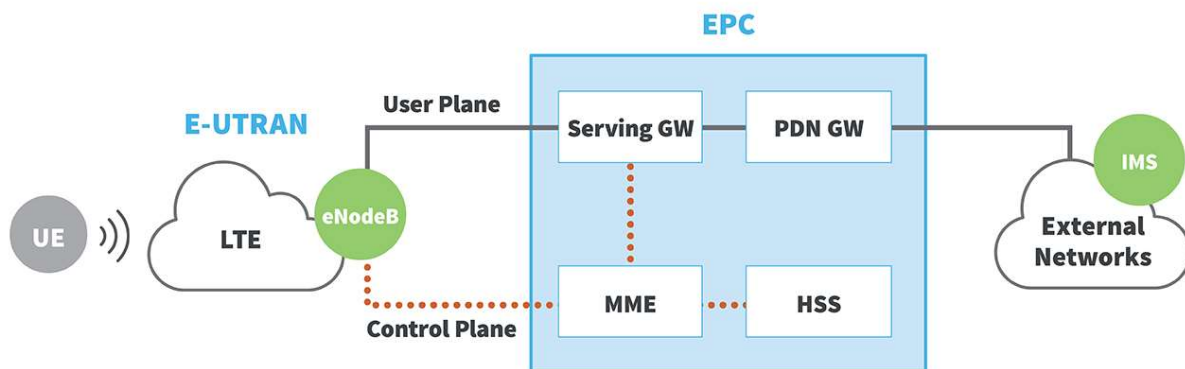 EPC
User Plane
E-UTRAN
Serving GW
PDN GW
IMS
eNodeB
UE
LTE
External
Networks
MME
HSS
Control Plane